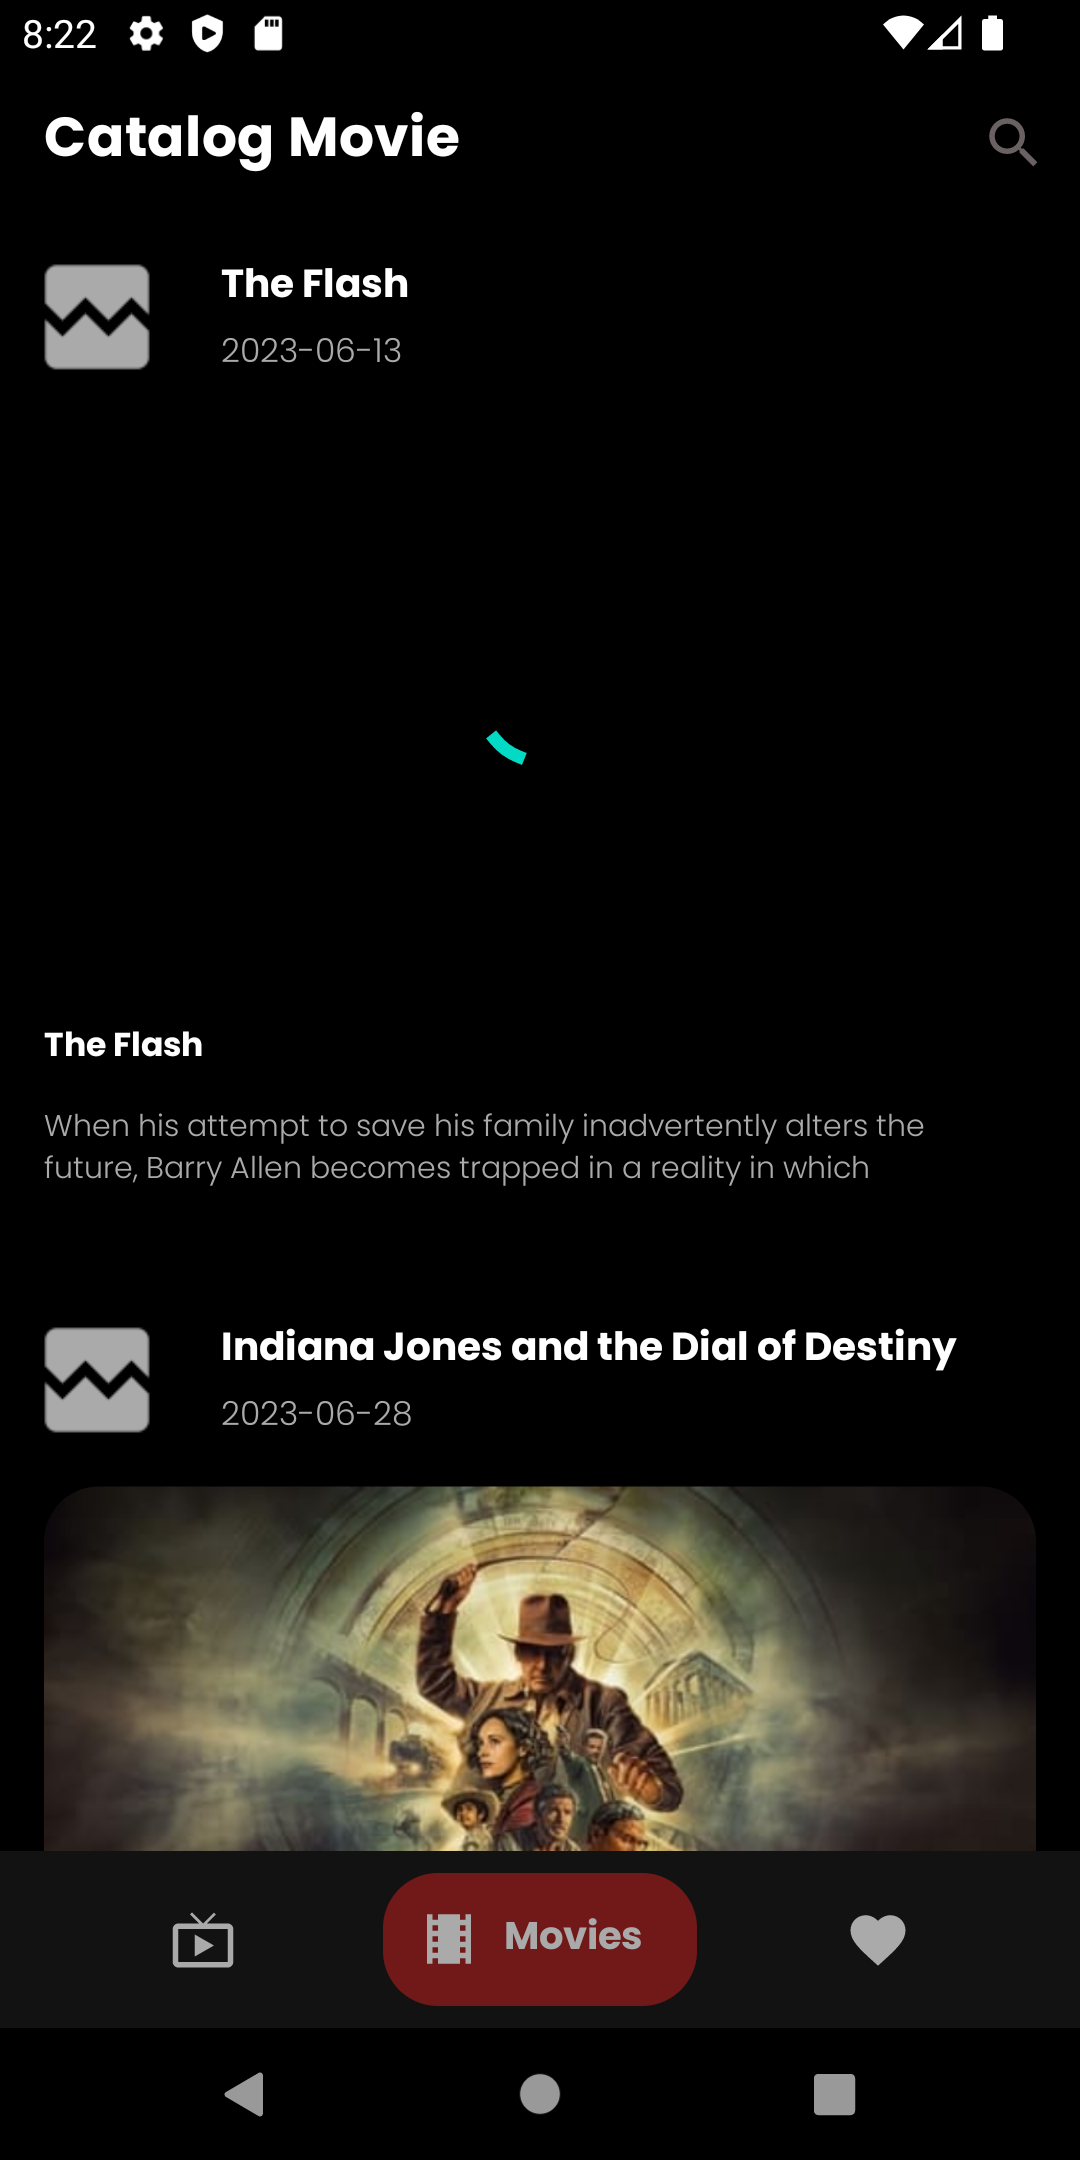 8:22
Catalog Movie
The Flash
2023-06-13
The Flash
When his attempt to save his family inadvertently alters the
future, Barry Allen becomes trapped in a reality in which
Indiana Jones and the Dial of Destiny
2023-06-28
Movies